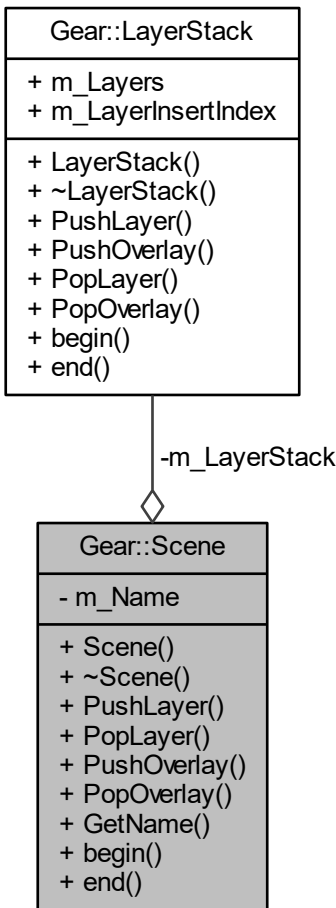 Gear::LayerStack
+ m_Layers
+ m_LayerInsertIndex
+ LayerStack()
+ ~LayerStack()
+ PushLayer()
+ PushOverlay()
+ PopLayer()
+ PopOverlay()
+ begin()
+ end()
-m_LayerStack
Gear::Scene
- m_Name
+ Scene()
+ ~Scene()
+ PushLayer()
+ PopLayer()
+ PushOverlay()
+ PopOverlay()
+ GetName()
+ begin()
+ end()